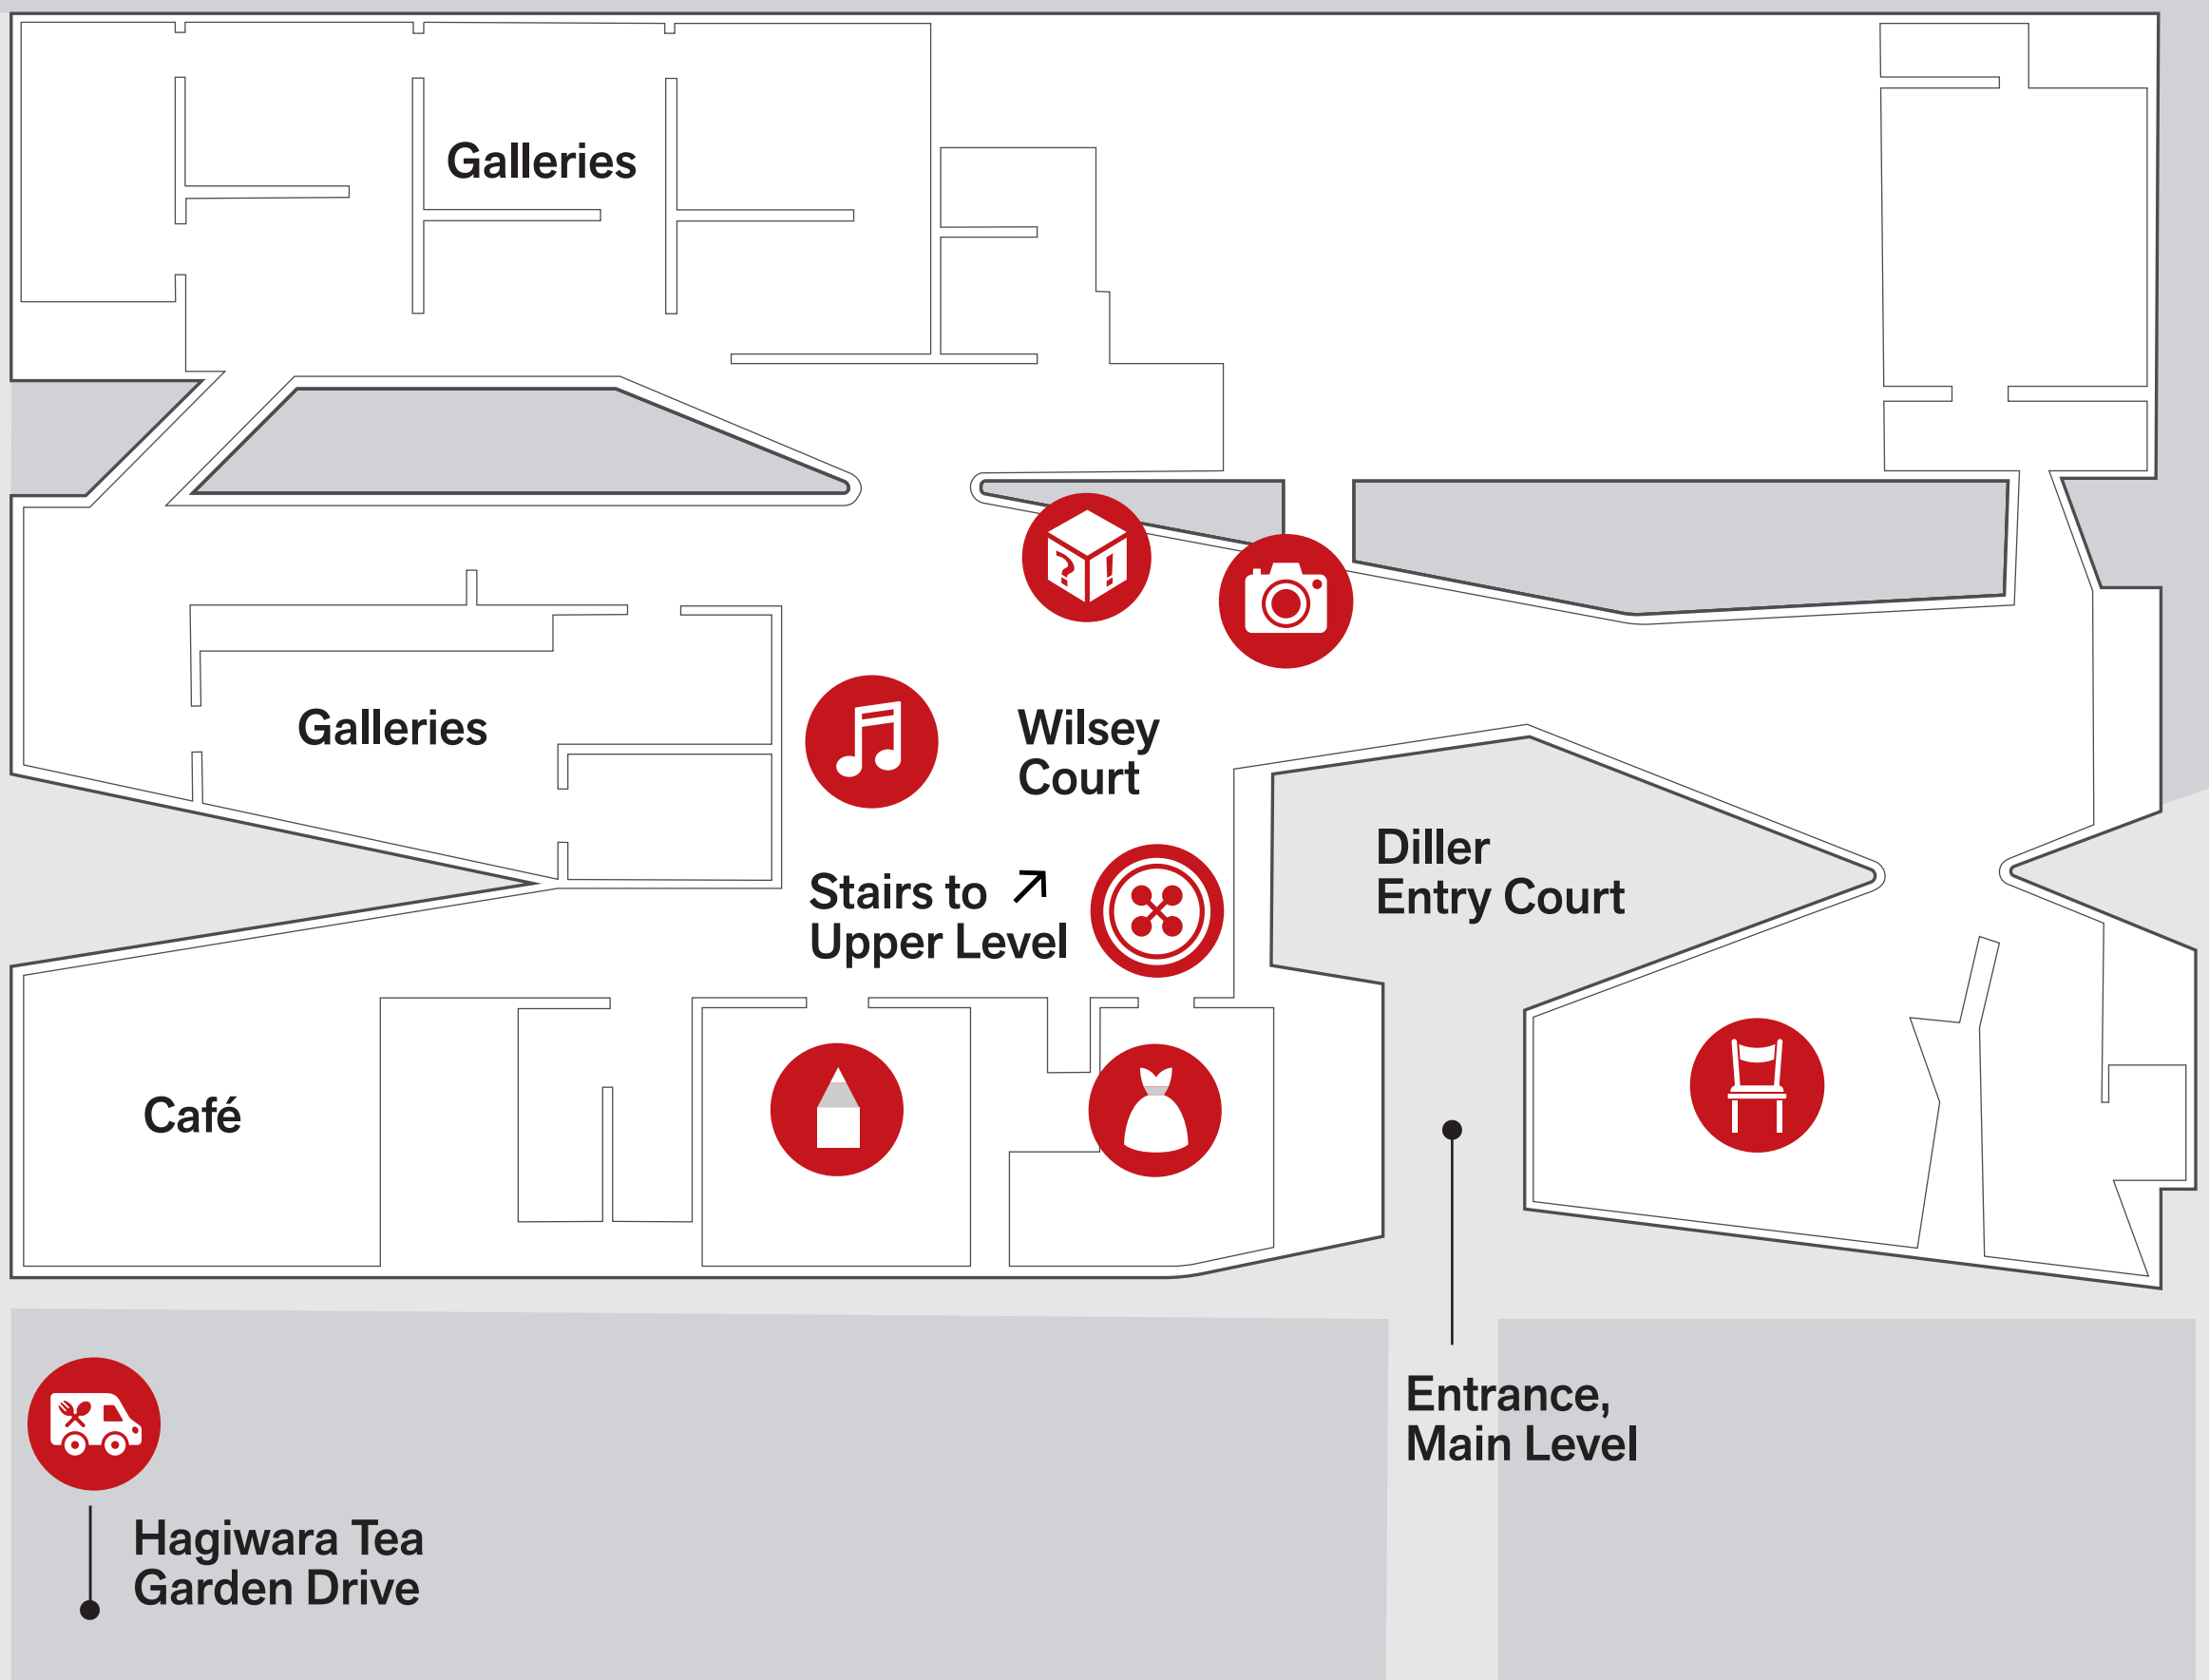 Galleries
Galleries
Wilsey
Court
Stairs to
Upper Level
Diller
Entry Court
Café
Entrance,
Main Level
Hagiwara Tea
Garden Drive